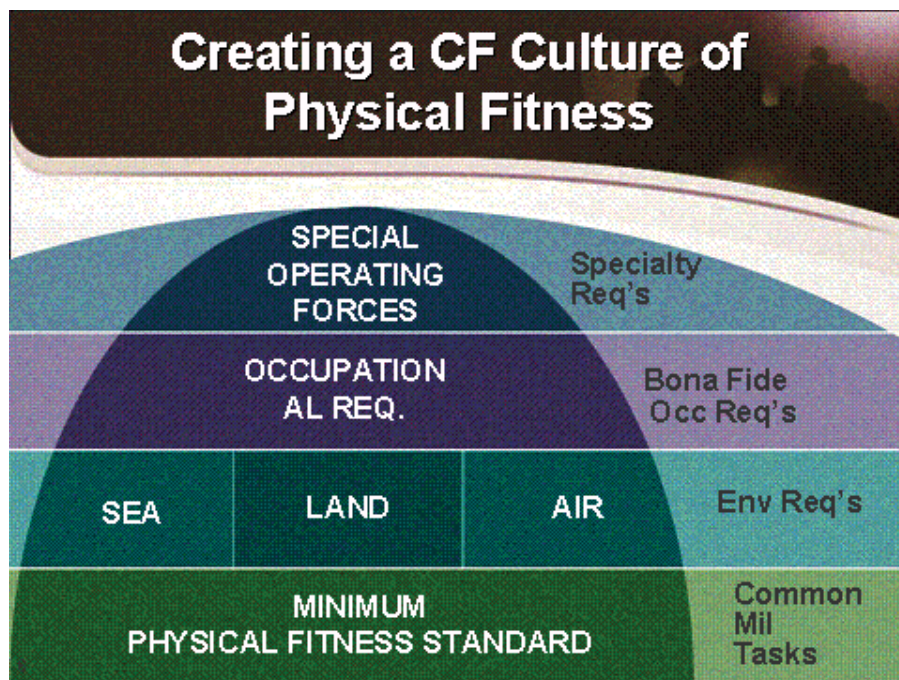 Creating a CF Culture of
Physical Fitness
SPECIAL
OPERATING
FORCES
Specialty
Req's
OCCUPATION
AL REQ.
Bona Fide
Occ Req's
SEA
LAND
AIR
Env Req's
MINIMUM
PHYSICAL FITNESS STANDARD
Common
Mil
Tasks